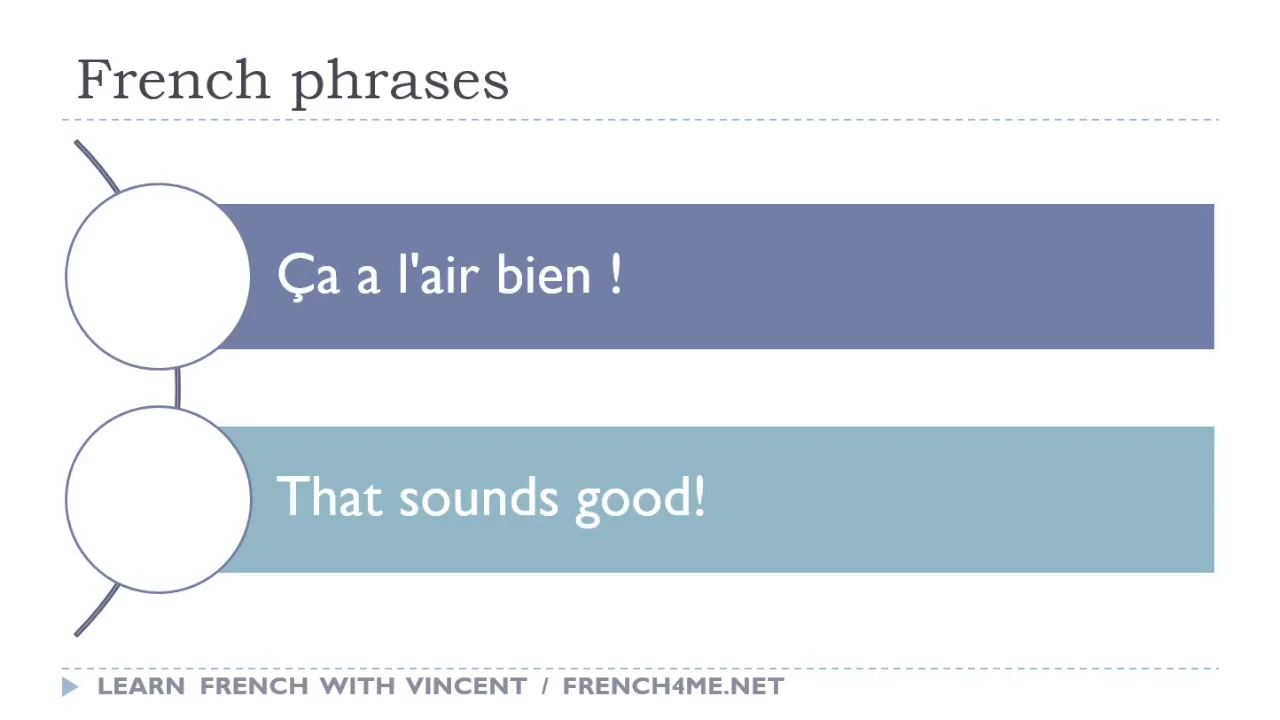 French phrases
Ça a l'air bien !
That sounds good!
LEARN FRENCH WITH VINCENT / FRENCH4ME.NET